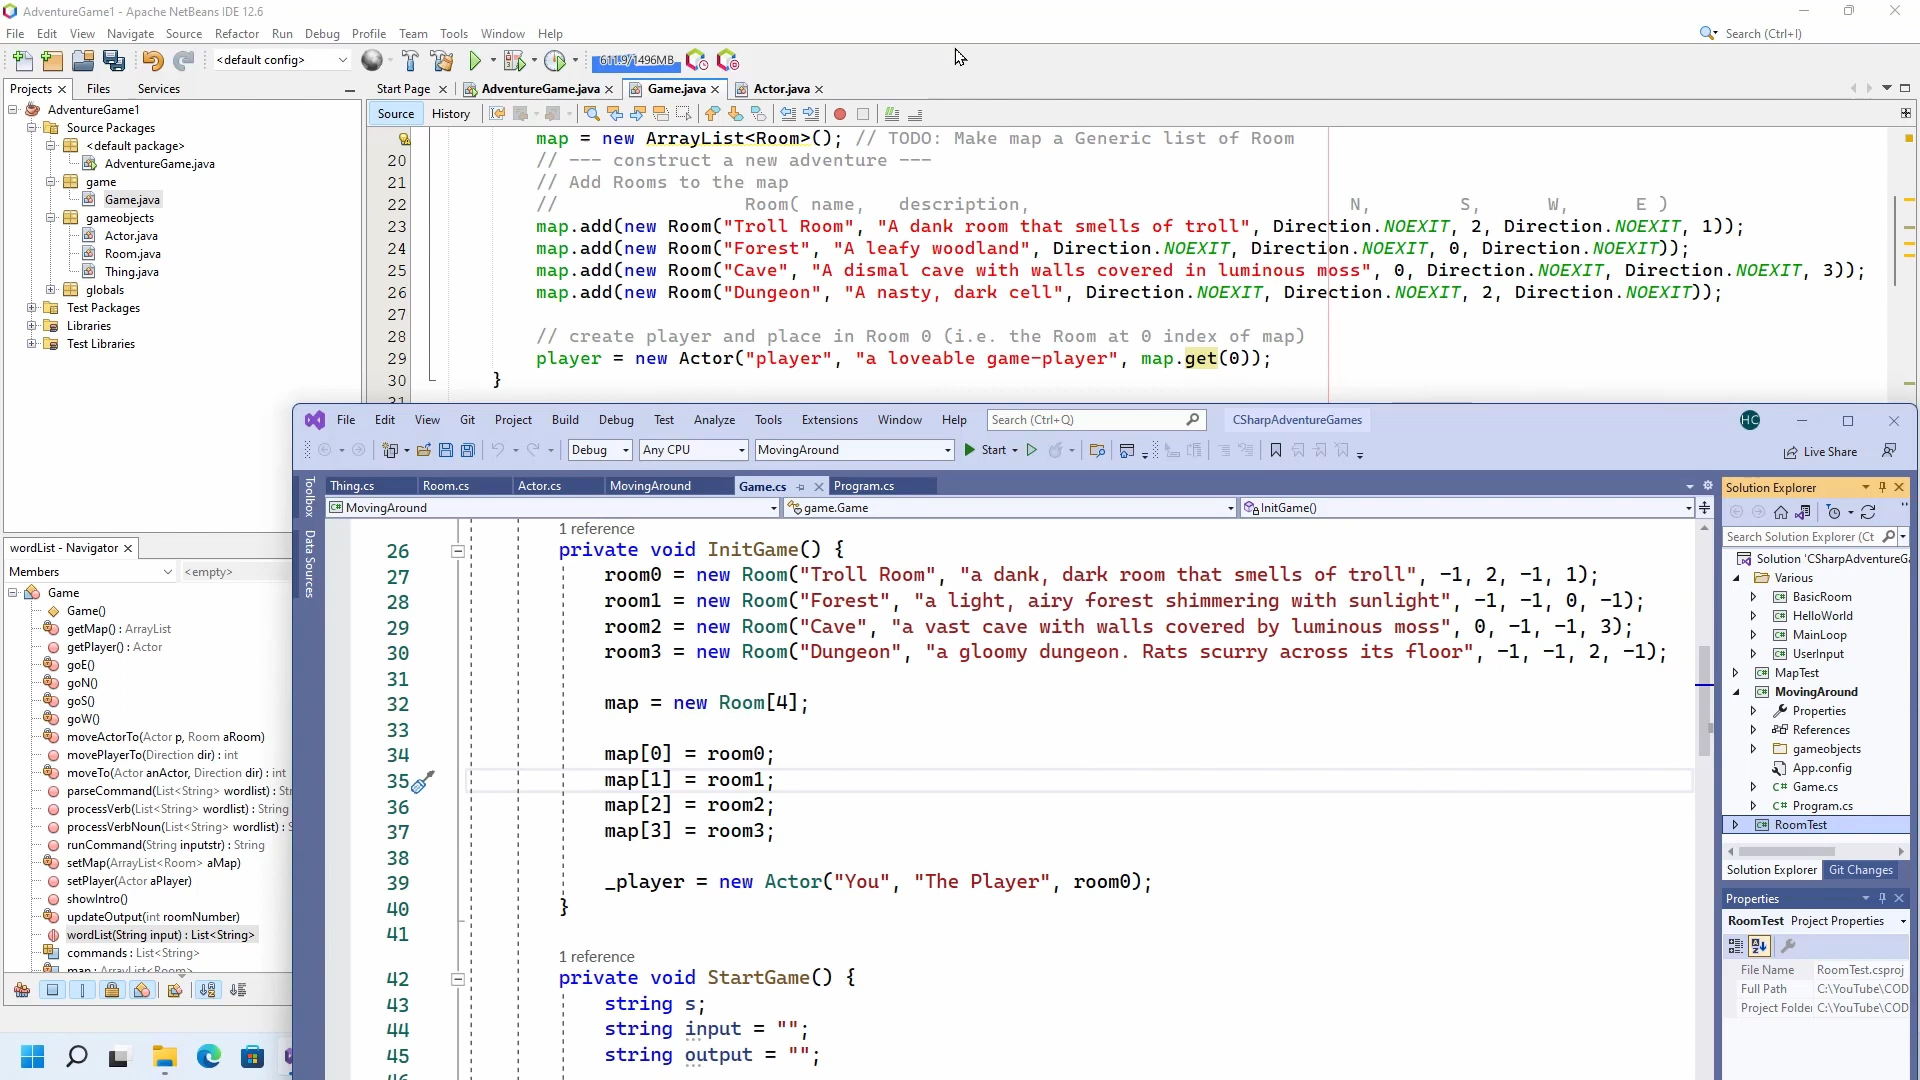 AdventureGame1 - Apache NetBeans IDE 12.6
File Edit View Navigate Source Refactor Run Debug Profile Team Tools Window Help
Search (Ctrl+I)
<default config>
611.9/1496MB
Projects Files Services
Start Page AdventureGame.java Game.java Actor.java
Source History
AdventureGame1
Source Packages
<default package>
AdventureGame.java
game
Game.java
gameobjects
Actor.java
Room.java
Thing.java
globals
Test Packages
Libraries
Test Libraries
map = new ArrayList<Room>(); // TODO: Make map a Generic list of Room
20 // --- construct a new adventure ---
21 // Add Rooms to the map
22 // Room( name, description, N, S, W, E )
23 map.add(new Room("Troll Room", "A dank room that smells of troll", Direction.NOEXIT, 2, Direction.NOEXIT, 1));
24 map.add(new Room("Forest", "A leafy woodland", Direction.NOEXIT, Direction.NOEXIT, 0, Direction.NOEXIT));
25 map.add(new Room("Cave", "A dismal cave with walls covered in luminous moss", 0, Direction.NOEXIT, Direction.NOEXIT, 3));
26 map.add(new Room("Dungeon", "A nasty, dark cell", Direction.NOEXIT, Direction.NOEXIT, 2, Direction.NOEXIT));
27
28 // create player and place in Room 0 (i.e. the Room at 0 index of map)
29 player = new Actor("player", "a loveable game-player", map.get(0));
30 }
31
wordList - Navigator
Members <empty>
Game
Game()
getMap() : ArrayList
getPlayer() : Actor
goE()
goN()
goS()
goW()
moveActorTo(Actor p, Room aRoom)
movePlayerTo(Direction dir) : int
moveTo(Actor anActor, Direction dir) : int
parseCommand(List<String> wordlist) : Str
processVerb(List<String> wordlist) : String
processVerbNoun(List<String> wordlist) : S
runCommand(String inputstr) : String
setMap(ArrayList<Room> aMap)
setPlayer(Actor aPlayer)
showIntro()
updateOutput(int roomNumber)
wordList(String input) : List<String>
commands : List<String>
map : ArrayList<Room>
File Edit View Git Project Build Debug Test Analyze Tools Extensions Window Help
Search (Ctrl+Q)
CSharpAdventureGames
HC
Debug Any CPU MovingAround Start
Live Share
Toolbox
Data Sources
Thing.cs Room.cs Actor.cs MovingAround Game.cs Program.cs
MovingAround game.Game InitGame()
1 reference
26 private void InitGame() {
27 room0 = new Room("Troll Room", "a dank, dark room that smells of troll", -1, 2, -1, 1);
28 room1 = new Room("Forest", "a light, airy forest shimmering with sunlight", -1, -1, 0, -1);
29 room2 = new Room("Cave", "a vast cave with walls covered by luminous moss", 0, -1, -1, 3);
30 room3 = new Room("Dungeon", "a gloomy dungeon. Rats scurry across its floor", -1, -1, 2, -1);
31
32 map = new Room[4];
33
34 map[0] = room0;
35 map[1] = room1;
36 map[2] = room2;
37 map[3] = room3;
38
39 _player = new Actor("You", "The Player", room0);
40 }
41
1 reference
42 private void StartGame() {
43 string s;
44 string input = "";
45 string output = "";
46
Solution Explorer
Search Solution Explorer (Ct
Solution 'CSharpAdventureGa
Various
BasicRoom
HelloWorld
MainLoop
UserInput
MapTest
MovingAround
Properties
References
gameobjects
App.config
Game.cs
Program.cs
RoomTest
Solution Explorer Git Changes
Properties
RoomTest Project Properties
File Name RoomTest.csproj
Full Path C:\YouTube\COD
Project Folder C:\YouTube\COD